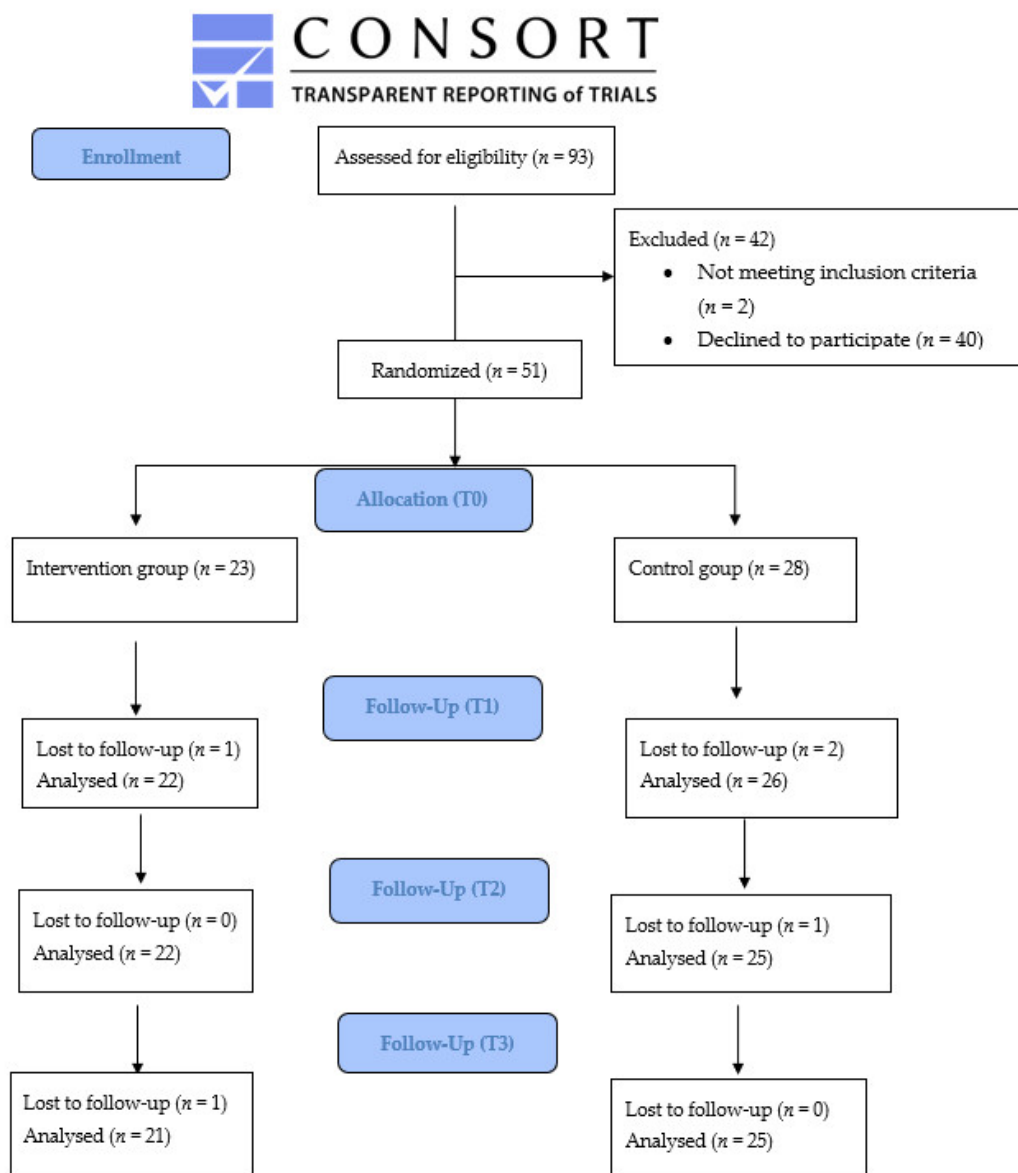 CONSORT
TRANSPARENT REPORTING of TRIALS
Enrollment
Assessed for eligibility (n = 93)
Excluded (n = 42)
• Not meeting inclusion criteria
(n = 2)
• Declined to participate (n = 40)
Randomized (n = 51)
Allocation (T0)
Intervention group (n = 23)
Control goup (n = 28)
Follow-Up (T1)
Lost to follow-up (n = 1)
Analysed (n = 22)
Lost to follow-up (n = 2)
Analysed (n = 26)
Follow-Up (T2)
Lost to follow-up (n = 0)
Analysed (n = 22)
Lost to follow-up (n = 1)
Analysed (n = 25)
Follow-Up (T3)
Lost to follow-up (n = 1)
Analysed (n = 21)
Lost to follow-up (n = 0)
Analysed (n = 25)